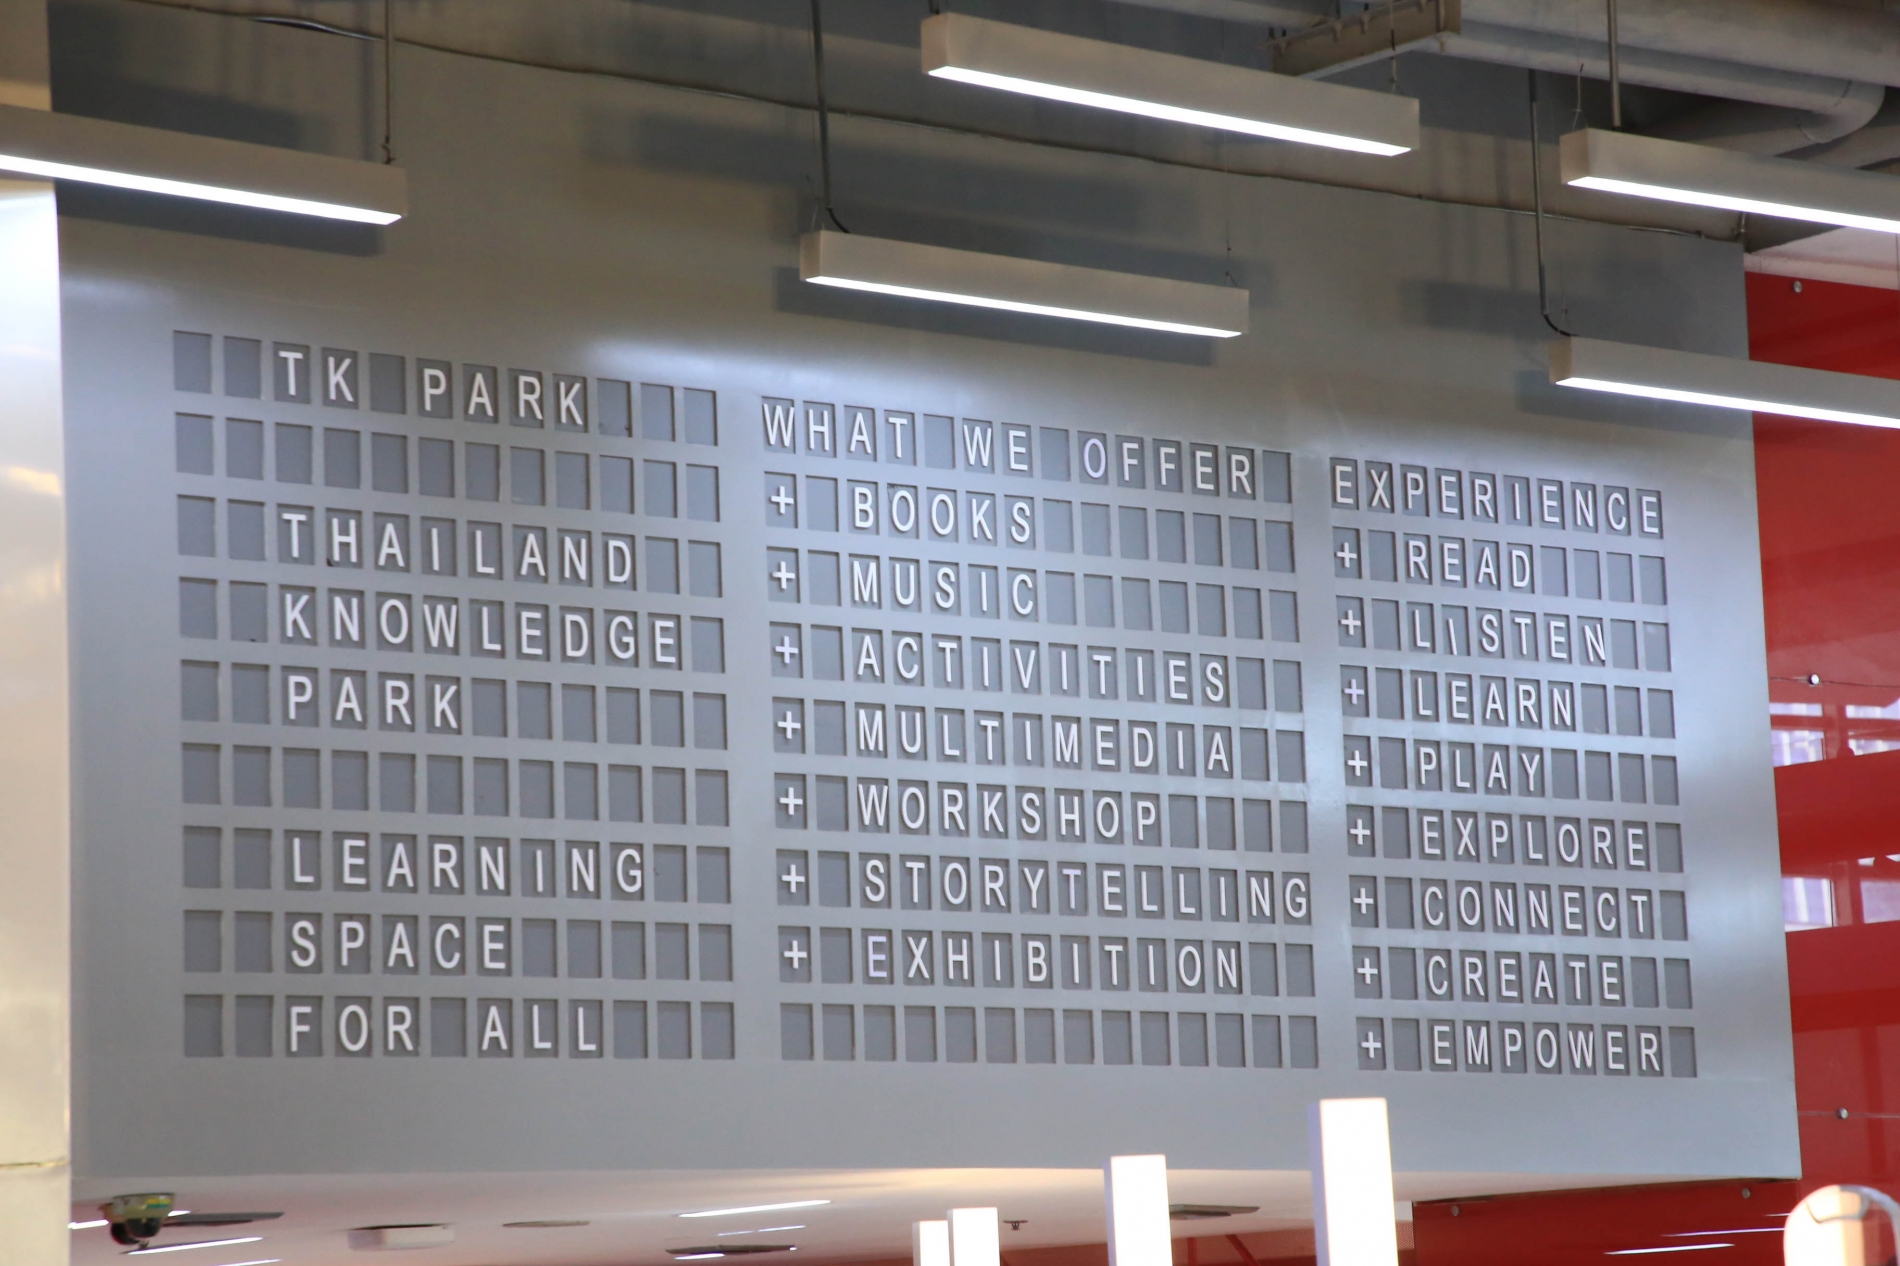 TK PARK
THAILAND
KNOWLEDGE
PARK
LEARNING
SPACE
FOR ALL
WHAT WE OFFER
+ BOOKS
+ MUSIC
+ ACTIVITIES
+ MULTIMEDIA
+ WORKSHOP
+ STORYTELLING
+ EXHIBITION
EXPERIENCE
+ READ
+ LISTEN
+ LEARN
+ PLAY
+ EXPLORE
+ CONNECT
+ CREATE
+ EMPOWER